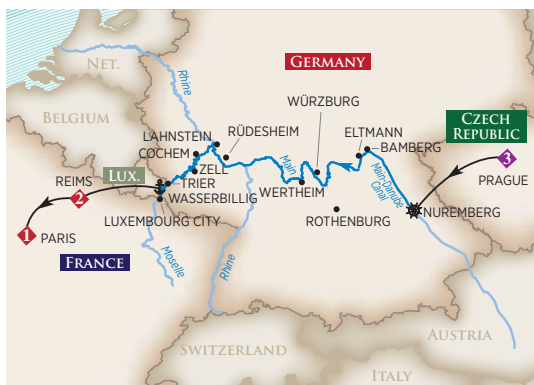 NET.
Rhine
GERMANY
BELGIUM
WÜRZBURG
CZECH
REPUBLIC
LAHNSTEIN
RÜDESHEIM
ELTMANN
BAMBERG
COCHEM
LUX.
ZELL
Main
3
PRAGUE
REIMS
2
TRIER
WASSERBILLIG
WERTHEIM
Main-Danube
Canal
LUXEMBOURG CITY
ROTHENBURG
NUREMBERG
1
PARIS
Moselle
Rhine
FRANCE
AUSTRIA
SWITZERLAND
ITALY